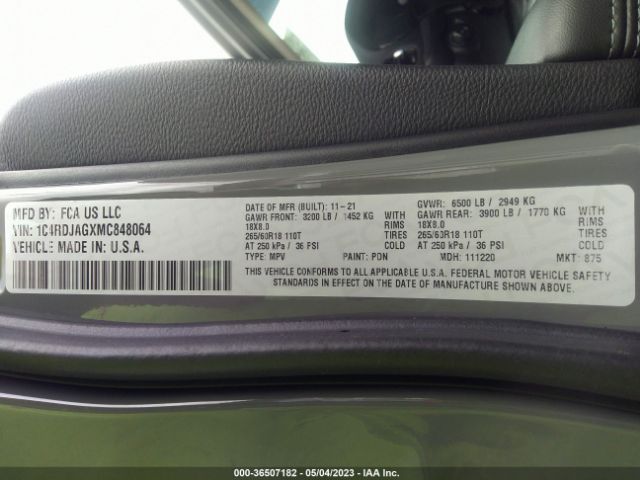 MFD BY: FCA US LLC
VIN: 1C4RDJAGXMC848064
VEHICLE MADE IN U.S.A.
DATE OF MFR (BUILT): 11-21 GVWR: 6500 LB / 2949 KG
GAWR FRONT: 3200 LB / 1452 KG WITH GAWR REAR: 3900 LB / 1770 KG WITH
18X8.0 RIMS 18X8.0 RIMS
265/60R18 110T TIRES 265/60R18 110T TIRES
AT 250 kPa / 36 PSI COLD AT 250 kPa / 36 PSI COLD
TYPE: MPV PAINT: PDN MDH: 111220 MKT: 875
THIS VEHICLE CONFORMS TO ALL APPLICABLE U.S.A. FEDERAL MOTOR VEHICLE SAFETY
STANDARDS IN EFFECT ON THE DATE OF MANUFACTURE SHOWN ABOVE.
000-36507182 - 05/04/2023 - IAA Inc.